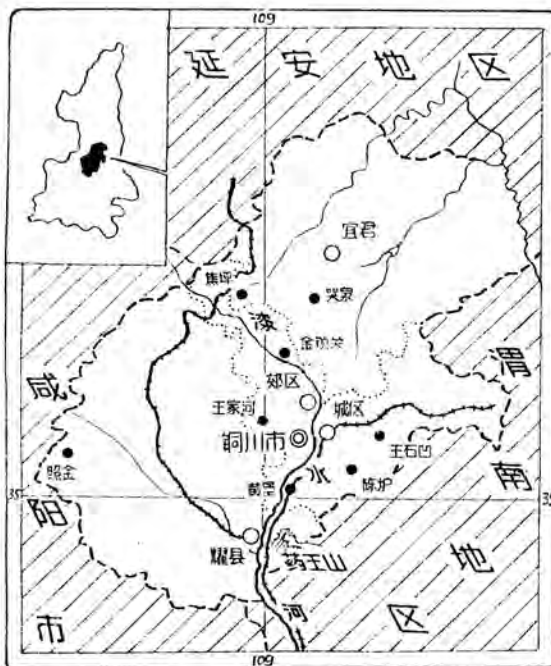 109
延安地区
宜君
焦坪
哭泉
漆
金锁关
郊区
咸阳市
渭南地区
王家河
城区
铜川市
王石凹
照金
陈炉
黄堡
水
35
35
耀县
药王山
河
109